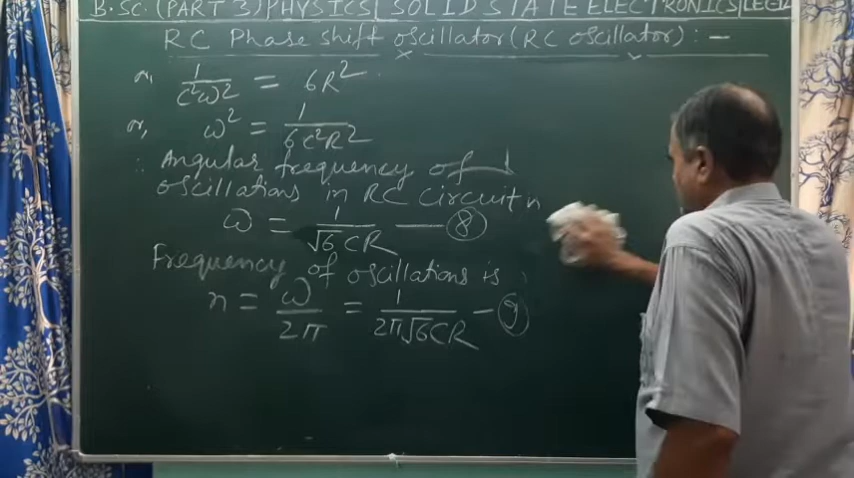 B.SC. (PART 3) PHYSICS| SOLID STATE ELECTRONICS|LEC
RC Phase shift oscillator (RC oscillator) : -
or, 1/C²ω² = 6R²
or, ω² = 1/6C²R²
∴ Angular frequency of
oscillations in RC circuit
ω = 1/√6CR — (8)
Frequency of oscillations is
n = ω/2π = 1/2π√6CR - (9)